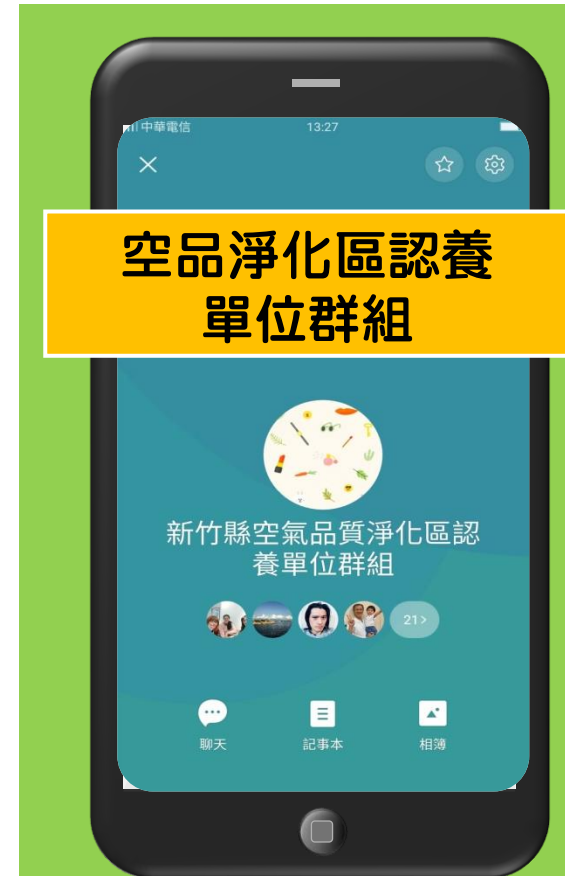 中華電信 13:27
空品淨化區認養
單位群組
新竹縣空氣品質淨化區認
養單位群組
21>
聊天 記事本 相簿